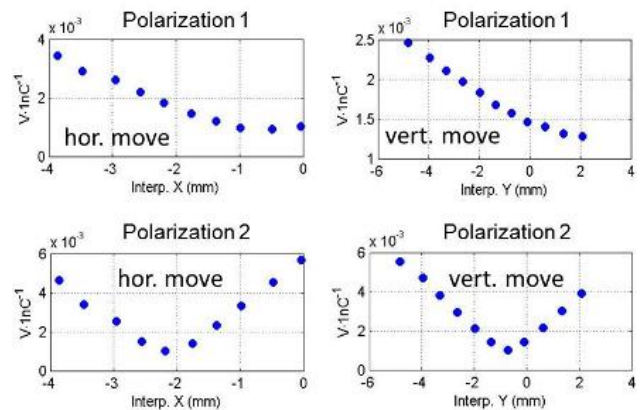 Polarization 1
x 10⁻³
4
2
0
V·1nC⁻¹
hor. move
-4 -3 -2 -1 0
Interp. X (mm)
Polarization 1
x 10⁻³
2.5
2
1.5
1
V·1nC⁻¹
vert. move
-6 -4 -2 0 2 4
Interp. Y (mm)
Polarization 2
x 10⁻³
6
4
2
0
V·1nC⁻¹
hor. move
-4 -3 -2 -1 0
Interp. X (mm)
Polarization 2
x 10⁻³
6
4
2
0
V·1nC⁻¹
vert. move
-6 -4 -2 0 2 4
Interp. Y (mm)